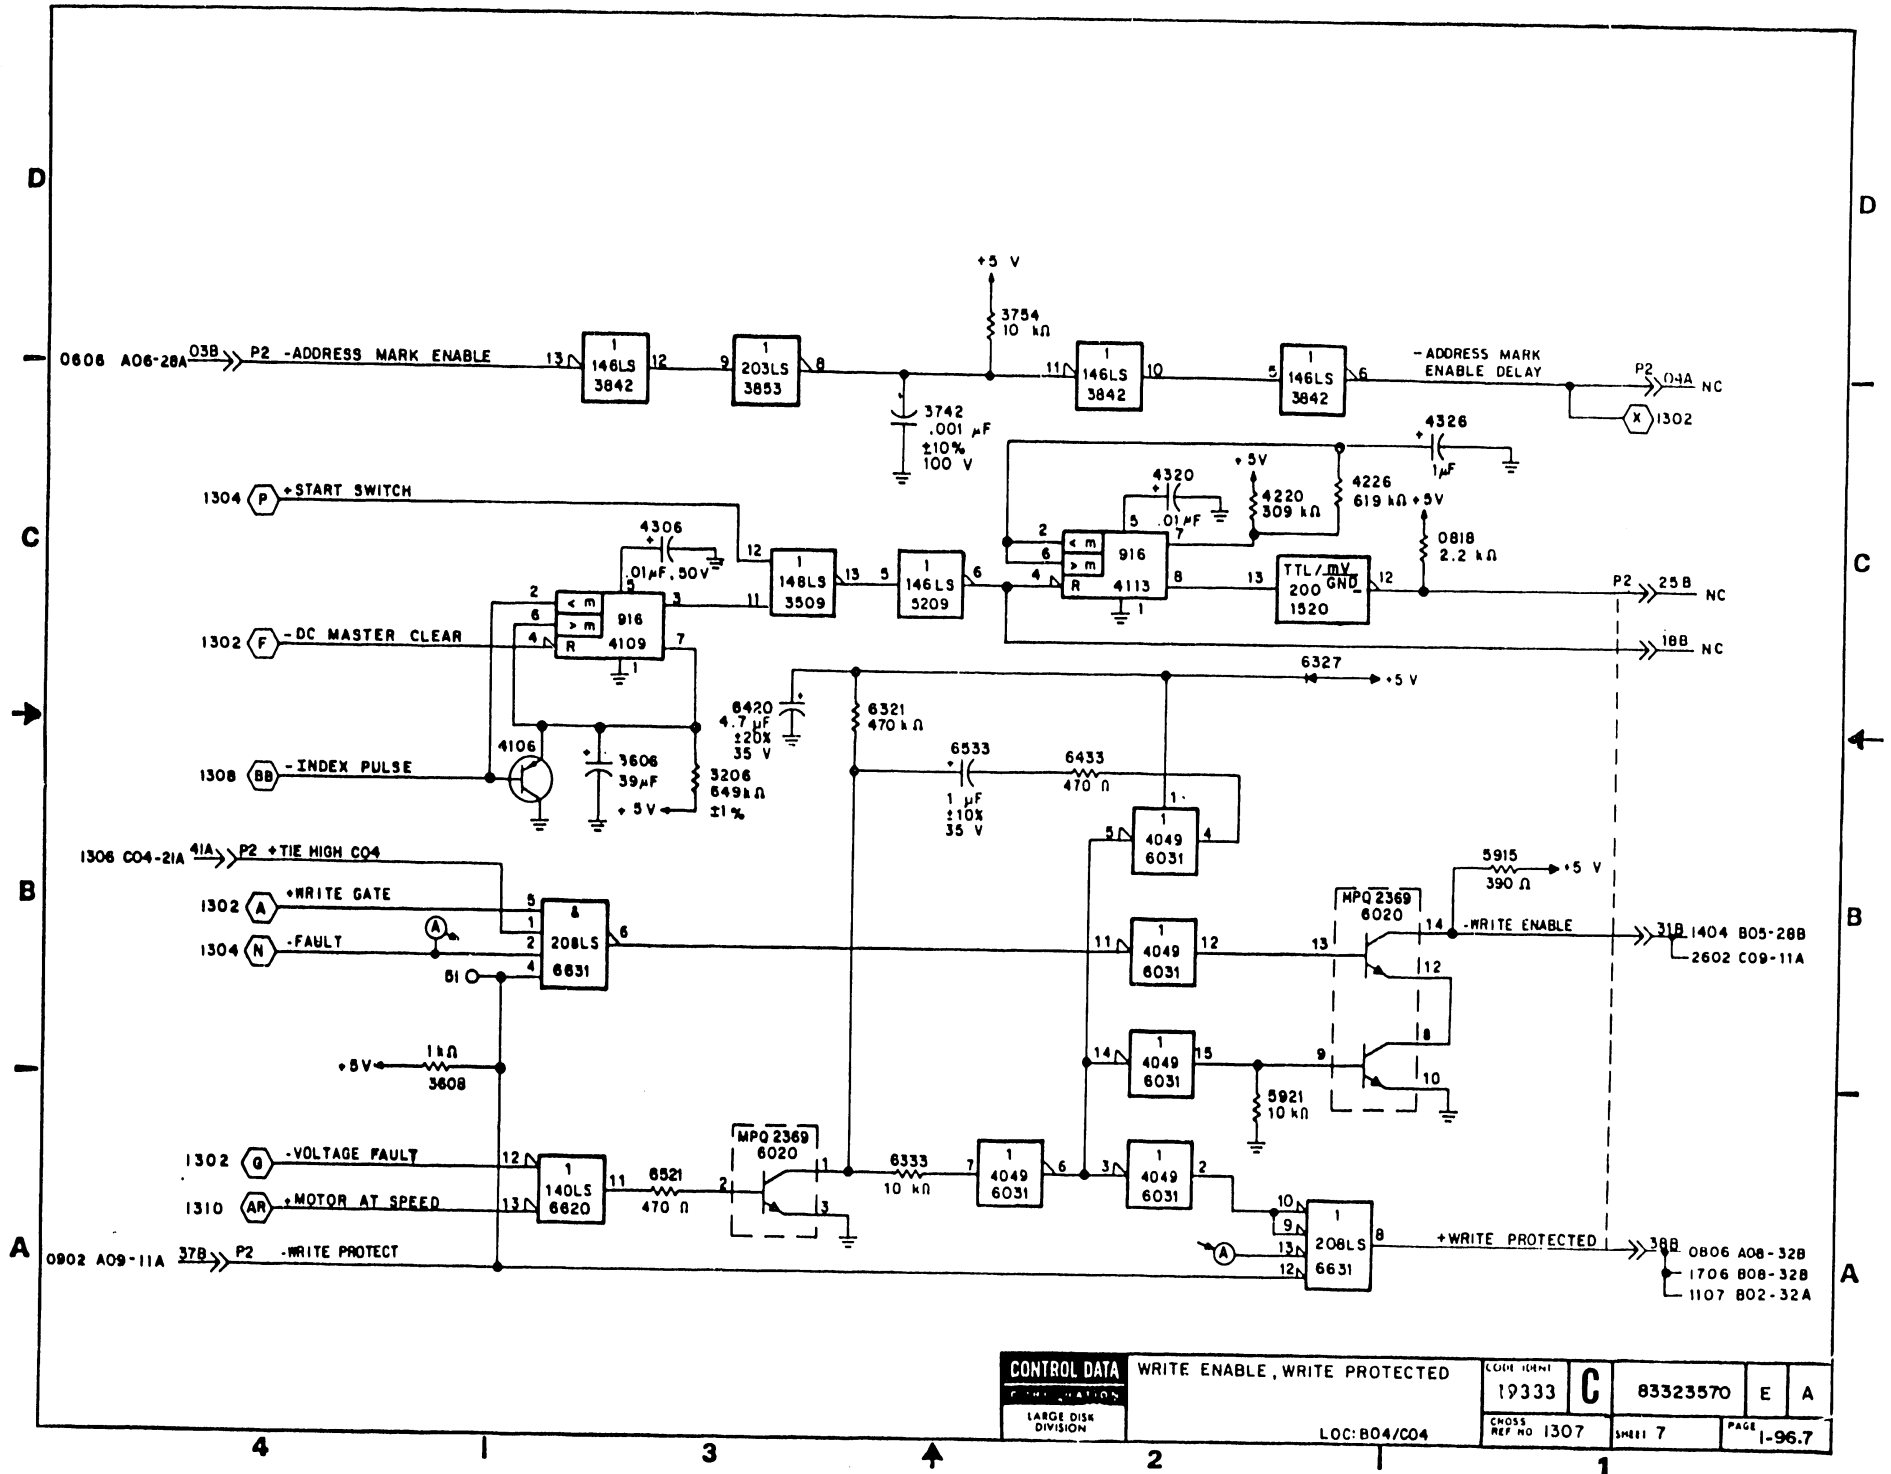 D
D
+5 V
3754
10 kΩ
0606 A06-28A 03B P2 -ADDRESS MARK ENABLE
13 1 146LS 3842 12
9 1 203LS 3853 8
11 1 146LS 3842 10
5 1 146LS 3842 6
-ADDRESS MARK
ENABLE DELAY
P2 04A NC
X 1302
+ 3742
.001 µF
±10%
100 V
+ 4326
1µF
1304 P +START SWITCH
C
C
+ 4306
.01µF, 50V
+ 4320
.01µF
+5V
4220
309 kΩ
4226
619 kΩ
+5V
0818
2.2 kΩ
2 < m
6 > m
4 R
5
916
4109
3
7
1
12
11
1
148LS
3509
13
5
1
146LS
5209
6
2 < m
6 > m
4 R
5
916
4113
7
8
1
13
TTL/mV
GND
200 —
1520
12
P2 25B NC
18B NC
1302 F -DC MASTER CLEAR
6327
+5 V
6420
4.7 µF
±20%
35 V
+
6321
470 kΩ
4106
1308 BB -INDEX PULSE
+ 3606
39µF
3206
649kΩ
±1%
+5V
+ 6533
1 µF
±10%
35 V
6433
470 Ω
1
5 1 4049 6031 4
1306 C04-21A 41A P2 +TIE HIGH C04
5915
390 Ω
+5 V
B
B
1302 A +WRITE GATE
A
1304 N -FAULT
61
5
1
2
4
&
208LS
6631
6
11 1 4049 6031 12
MPQ 2369
6020
13
14
12
-WRITE ENABLE
31B 1404 B05-28B
2602 C09-11A
8
9
10
14 1 4049 6031 15
5921
10 kΩ
+5V
1kΩ
3608
1302 Q -VOLTAGE FAULT
1310 AR +MOTOR AT SPEED
12
13
1
140LS
6620
11
6521
470 Ω
MPQ 2369
6020
2
1
3
6333
10 kΩ
7 1 4049 6031 6
3 1 4049 6031 2
10
9
13
12
A
1
208LS
6631
8
+WRITE PROTECTED
38B 0806 A08-32B
1706 B08-32B
1107 B02-32A
A
A
0902 A09-11A 37B P2 -WRITE PROTECT
CONTROL DATA
LARGE DISK
DIVISION
WRITE ENABLE, WRITE PROTECTED
LOC: B04/C04
CODE IDENT
19333
C
83323570
E
A
CROSS
REF NO 1307
SHEET 7
PAGE
1-96.7
4
3
2
1